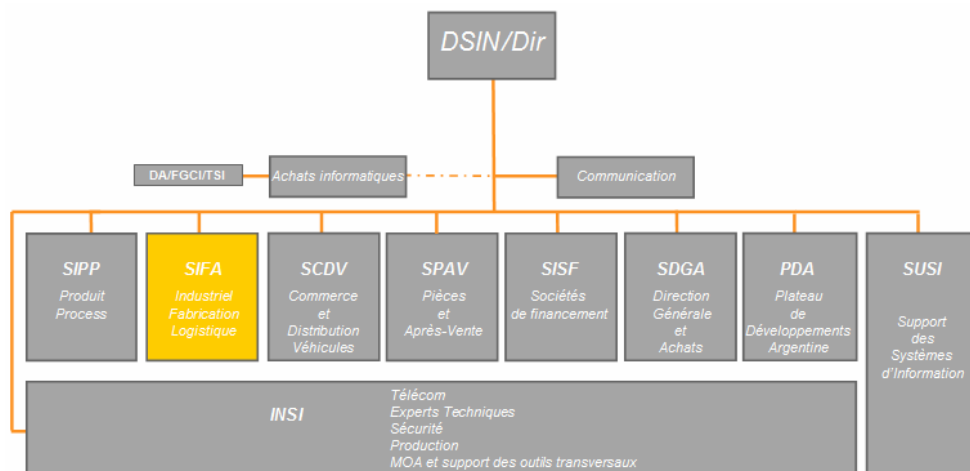 DSIN/Dir
DA/FGCI/TSI
Achats informatiques
Communication
SIPP
Produit
Process
SIFA
Industriel
Fabrication
Logistique
SCDV
Commerce
et
Distribution
Véhicules
SPAV
Pièces
et
Après-Vente
SISF
Sociétés
de financement
SDGA
Direction
Générale
et
Achats
PDA
Plateau
de
Développements
Argentine
SUSI
Support
des
Systèmes
d'Information
INSI
Télécom
Experts Techniques
Sécurité
Production
MOA et support des outils transversaux